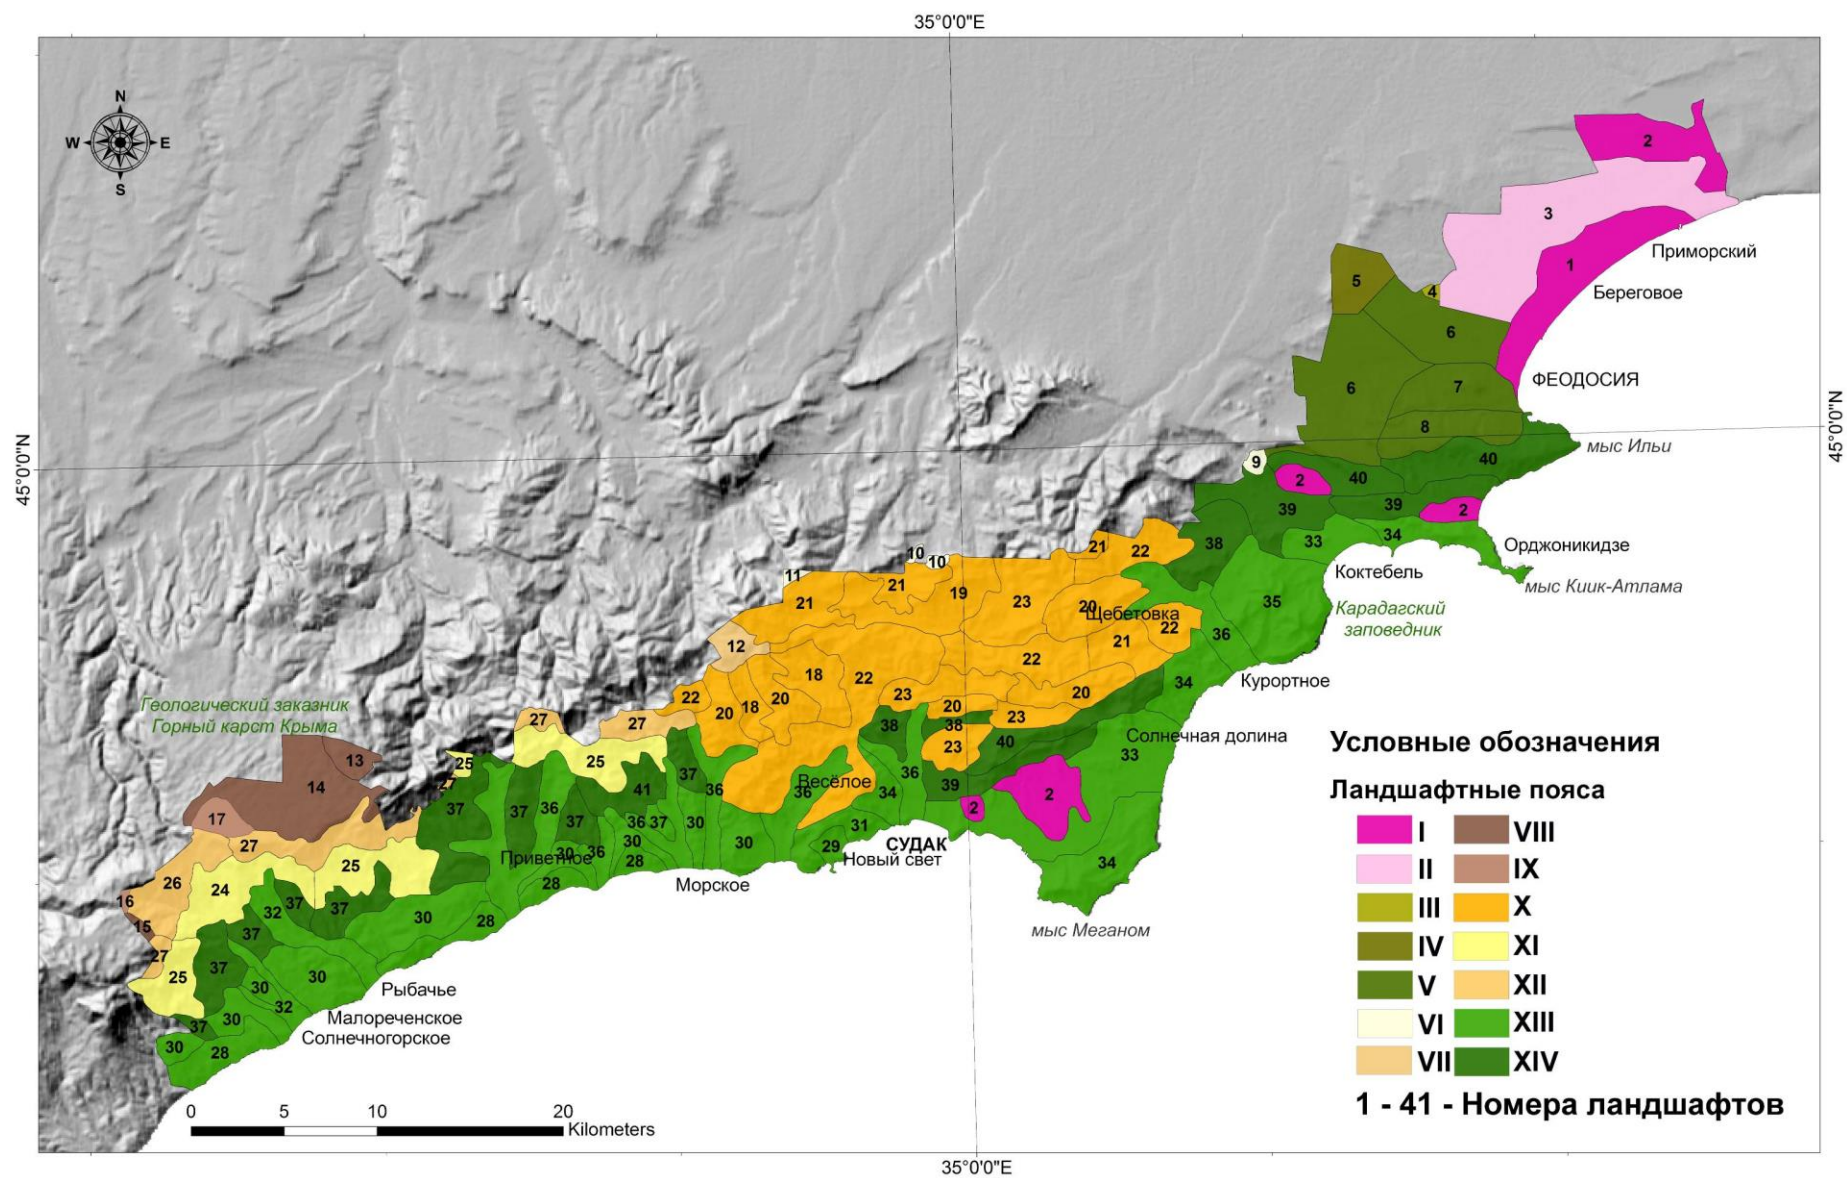 35°0'0"E
N
W
E
S
2
3
Приморский
1
Береговое
5
4
6
ФЕОДОСИЯ
6
7
8
45°0'0"N
45°0'0"N
мыс Ильи
9
40
2
40
39
39
2
38
33
34
Орджоникидзе
21
22
10
10
11
21
19
Коктебель
мыс Киик-Атлама
21
23
20
35
Карадагский
заповедник
Щебетовка
22
36
12
21
22
18
22
34
Курортное
22
18
20
23
20
20
20
23
Геологический заказник
Горный карст Крыма
27
27
38
38
23
40
Солнечная долина
33
13
25
25
14
27
37
Весёлое
36
36
36
34
39
2
2
41
17
37
37
36
37
36
37
30
31
СУДАК
27
30
30
29
Новый свет
25
Приветное
30
36
28
34
26
24
28
Морское
16
32
37
37
30
28
мыс Меганом
15
37
27
25
37
30
30
Рыбачье
32
37
30
Малореченское
Солнечногорское
30
28
0
5
10
20
Kilometers
35°0'0"E
Условные обозначения
Ландшафтные пояса
I
VIII
II
IX
III
X
IV
XI
V
XII
VI
XIII
VII
XIV
1 - 41 - Номера ландшафтов